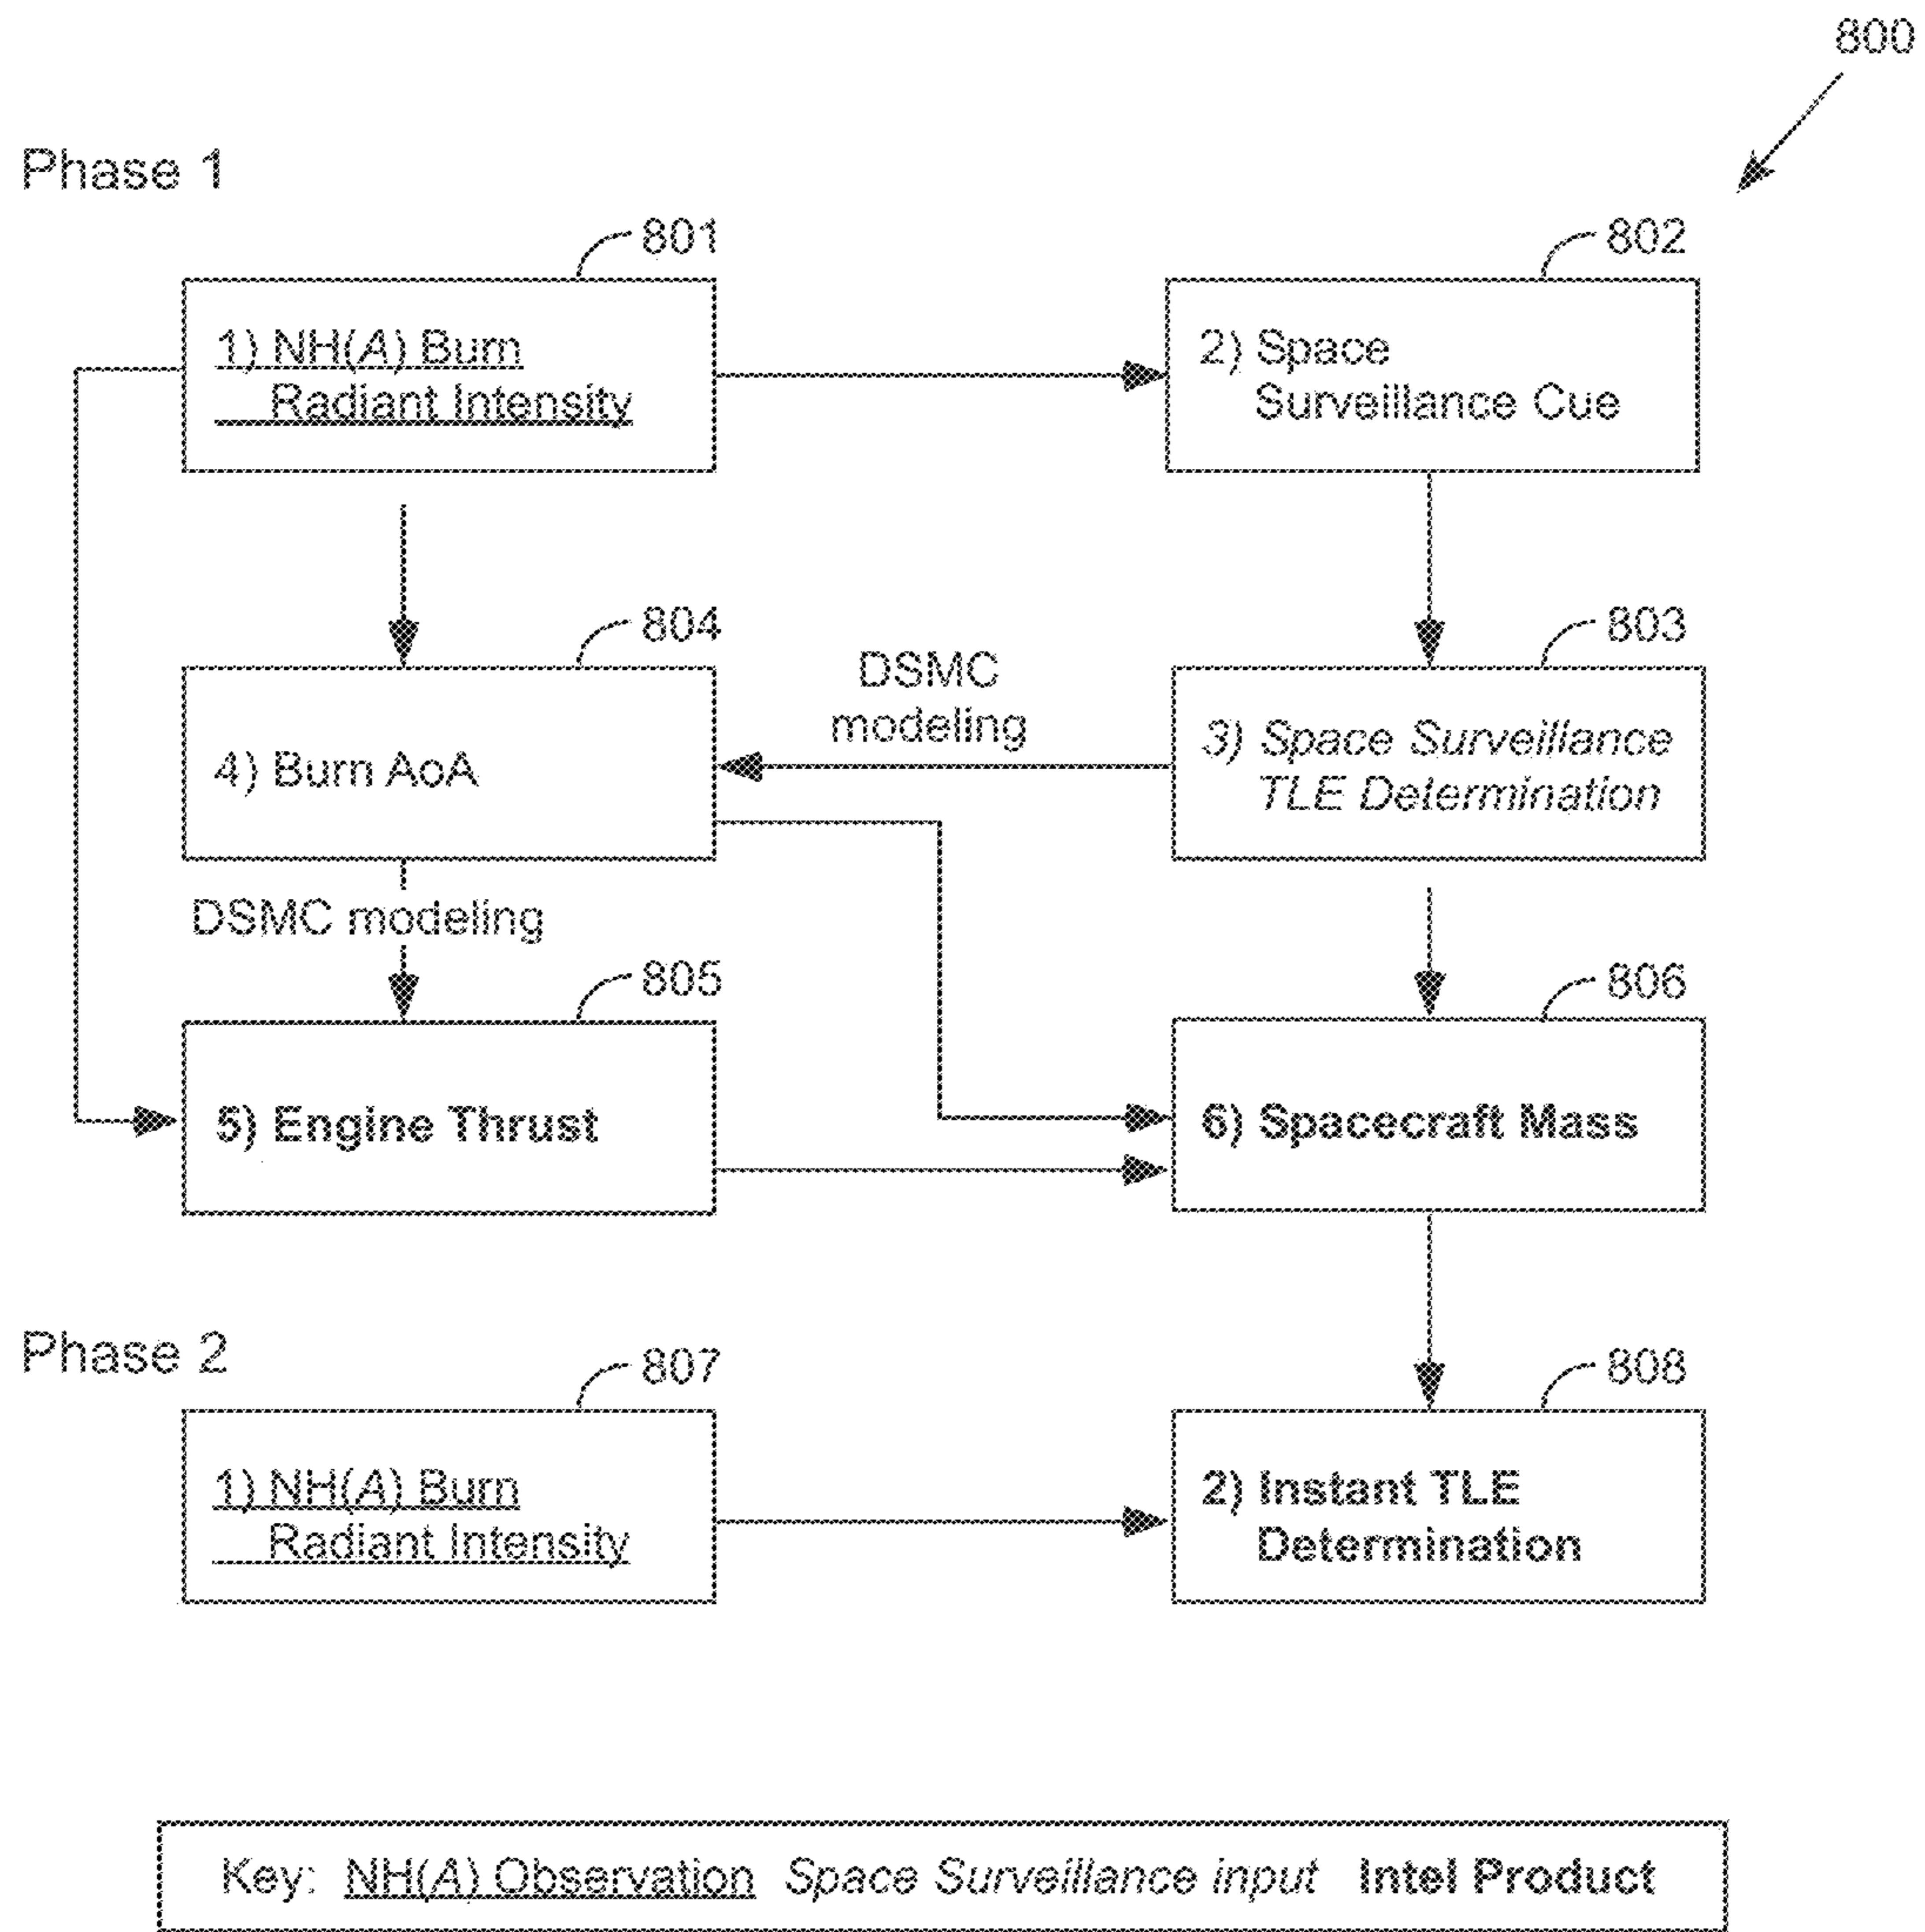 800
Phase 1
801
802
1) NH(A) Burn
Radiant Intensity
2) Space
Surveillance Cue
804
803
DSMC
modeling
4) Burn AoA
3) Space Surveillance
TLE Determination
DSMC modeling
805
806
5) Engine Thrust
6) Spacecraft Mass
Phase 2
807
808
1) NH(A) Burn
Radiant Intensity
2) Instant TLE
Determination
Key: NH(A) Observation Space Surveillance input Intel Product